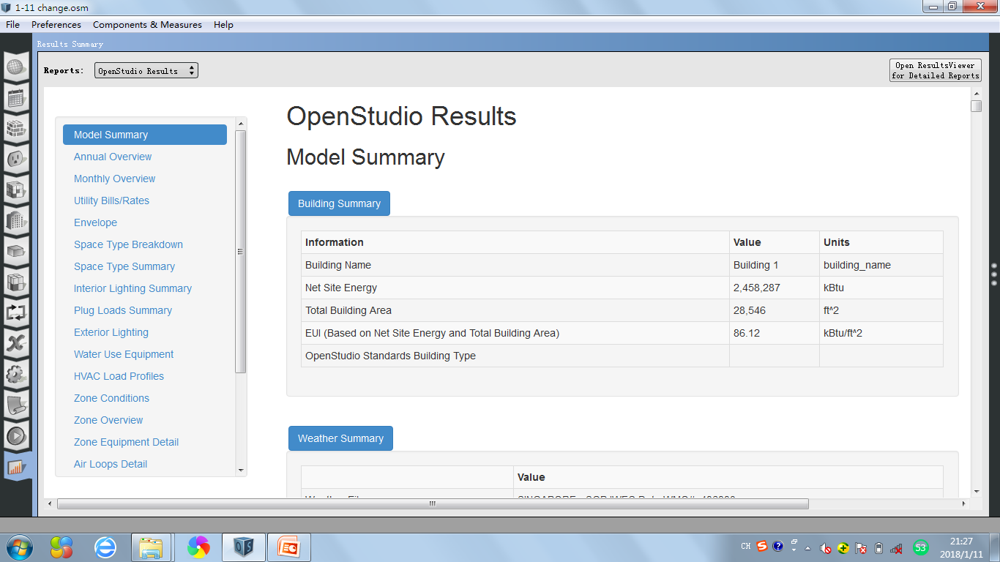 1-11 change.osm
File Preferences Components & Measures Help
Results Summary
Reports: OpenStudio Results
Open ResultsViewer
for Detailed Reports
Model Summary
Annual Overview
Monthly Overview
Utility Bills/Rates
Envelope
Space Type Breakdown
Space Type Summary
Interior Lighting Summary
Plug Loads Summary
Exterior Lighting
Water Use Equipment
HVAC Load Profiles
Zone Conditions
Zone Overview
Zone Equipment Detail
Air Loops Detail
OpenStudio Results
Model Summary
Building Summary
Information Value Units
Building Name Building 1 building_name
Net Site Energy 2,458,287 kBtu
Total Building Area 28,546 ft^2
EUI (Based on Net Site Energy and Total Building Area) 86.12 kBtu/ft^2
OpenStudio Standards Building Type
Weather Summary
Value
CH
53
21:27
2018/1/11